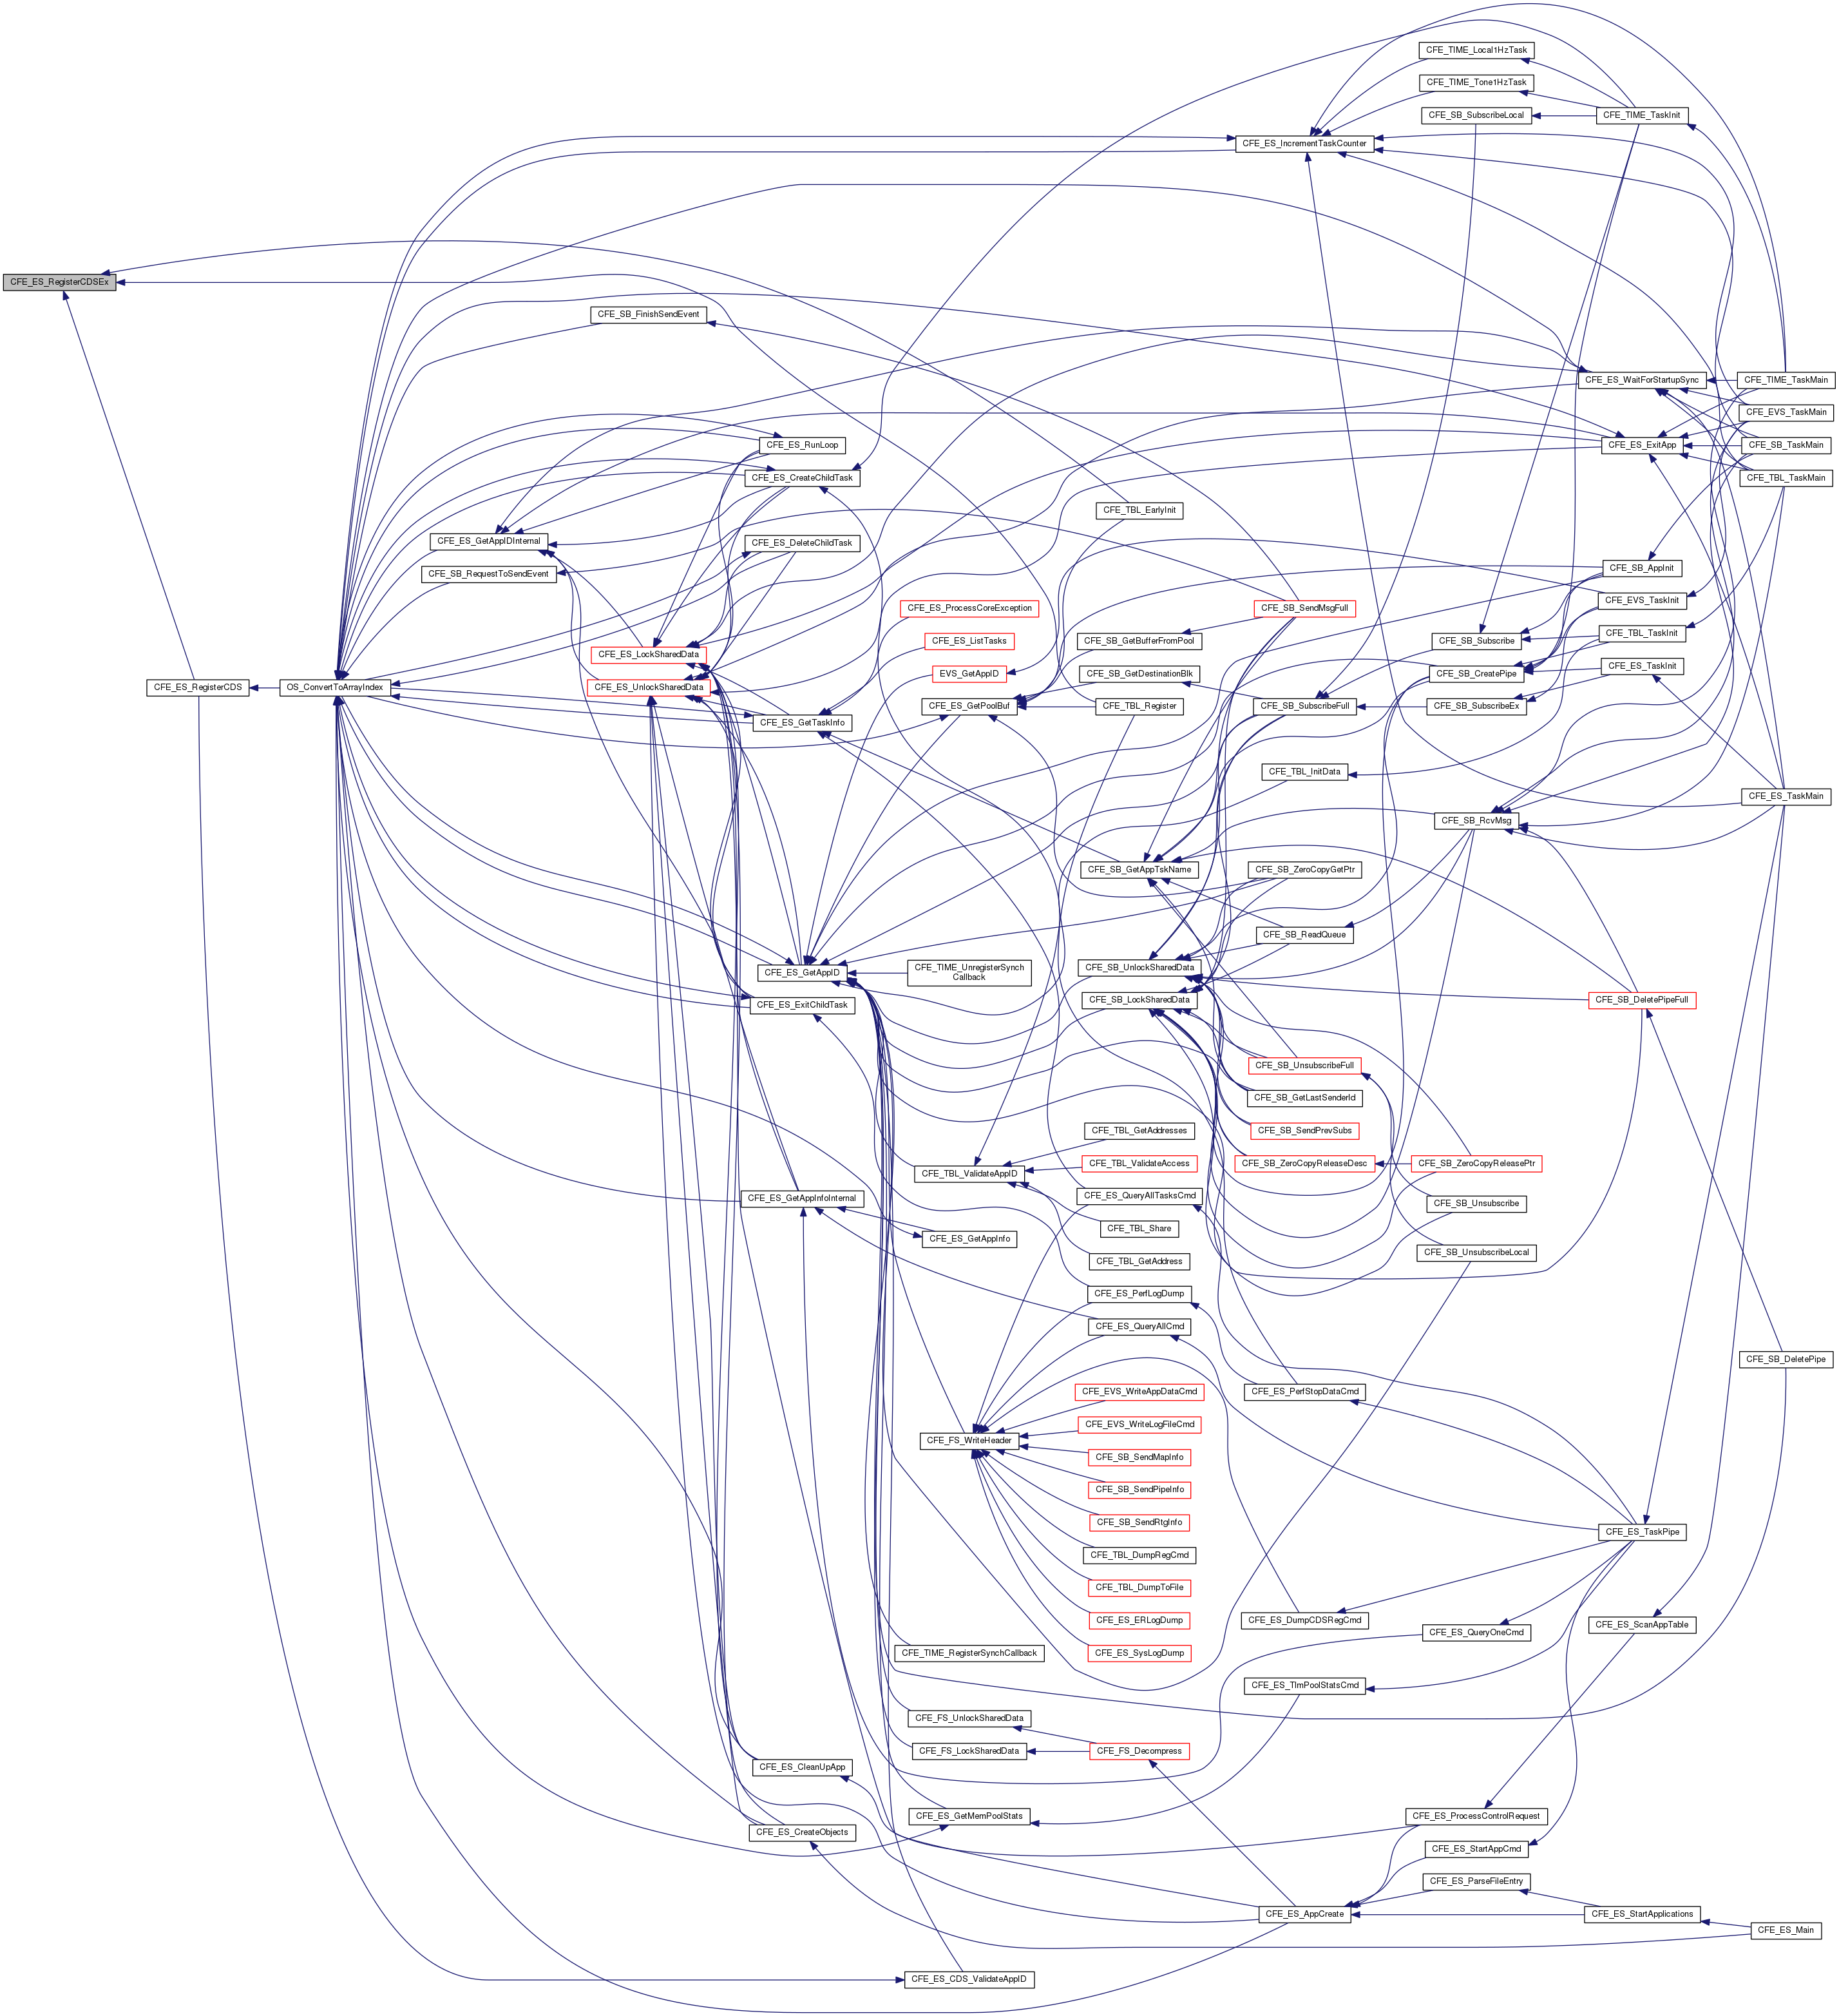 CFE_TIME_Local1HzTask
CFE_TIME_Tone1HzTask
CFE_SB_SubscribeLocal
CFE_TIME_TaskInit
CFE_ES_IncrementTaskCounter
CFE_ES_RegisterCDSEx
CFE_SB_FinishSendEvent
CFE_ES_WaitForStartupSync
CFE_TIME_TaskMain
CFE_EVS_TaskMain
CFE_ES_RunLoop
CFE_ES_ExitApp
CFE_SB_TaskMain
CFE_ES_CreateChildTask
CFE_TBL_TaskMain
CFE_TBL_EarlyInit
CFE_ES_GetAppIDInternal
CFE_ES_DeleteChildTask
CFE_SB_RequestToSendEvent
CFE_SB_AppInit
CFE_EVS_TaskInit
CFE_ES_ProcessCoreException
CFE_SB_SendMsgFull
CFE_ES_ListTasks
CFE_SB_GetBufferFromPool
CFE_SB_Subscribe
CFE_TBL_TaskInit
CFE_ES_LockSharedData
CFE_ES_TaskInit
EVS_GetAppID
CFE_SB_GetDestinationBlk
CFE_SB_CreatePipe
CFE_ES_RegisterCDS
OS_ConvertToArrayIndex
CFE_ES_UnlockSharedData
CFE_ES_GetPoolBuf
CFE_TBL_Register
CFE_SB_SubscribeFull
CFE_SB_SubscribeEx
CFE_ES_GetTaskInfo
CFE_TBL_InitData
CFE_ES_TaskMain
CFE_SB_RcvMsg
CFE_SB_GetAppTskName
CFE_SB_ZeroCopyGetPtr
CFE_SB_ReadQueue
CFE_SB_UnlockSharedData
CFE_ES_GetAppID
CFE_TIME_UnregisterSynch
Callback
CFE_SB_LockSharedData
CFE_SB_DeletePipeFull
CFE_ES_ExitChildTask
CFE_SB_UnsubscribeFull
CFE_SB_GetLastSenderId
CFE_TBL_GetAddresses
CFE_SB_SendPrevSubs
CFE_TBL_ValidateAppID
CFE_TBL_ValidateAccess
CFE_SB_ZeroCopyReleaseDesc
CFE_SB_ZeroCopyReleasePtr
CFE_ES_GetAppInfoInternal
CFE_ES_QueryAllTasksCmd
CFE_SB_Unsubscribe
CFE_TBL_Share
CFE_ES_GetAppInfo
CFE_SB_UnsubscribeLocal
CFE_TBL_GetAddress
CFE_ES_PerfLogDump
CFE_ES_QueryAllCmd
CFE_SB_DeletePipe
CFE_EVS_WriteAppDataCmd
CFE_ES_PerfStopDataCmd
CFE_EVS_WriteLogFileCmd
CFE_FS_WriteHeader
CFE_SB_SendMapInfo
CFE_SB_SendPipeInfo
CFE_SB_SendRtgInfo
CFE_ES_TaskPipe
CFE_TBL_DumpRegCmd
CFE_TBL_DumpToFile
CFE_ES_ERLogDump
CFE_ES_DumpCDSRegCmd
CFE_ES_ScanAppTable
CFE_ES_QueryOneCmd
CFE_TIME_RegisterSynchCallback
CFE_ES_SysLogDump
CFE_ES_TlmPoolStatsCmd
CFE_FS_UnlockSharedData
CFE_FS_LockSharedData
CFE_FS_Decompress
CFE_ES_CleanUpApp
CFE_ES_GetMemPoolStats
CFE_ES_ProcessControlRequest
CFE_ES_CreateObjects
CFE_ES_StartAppCmd
CFE_ES_ParseFileEntry
CFE_ES_AppCreate
CFE_ES_StartApplications
CFE_ES_Main
CFE_ES_CDS_ValidateAppID